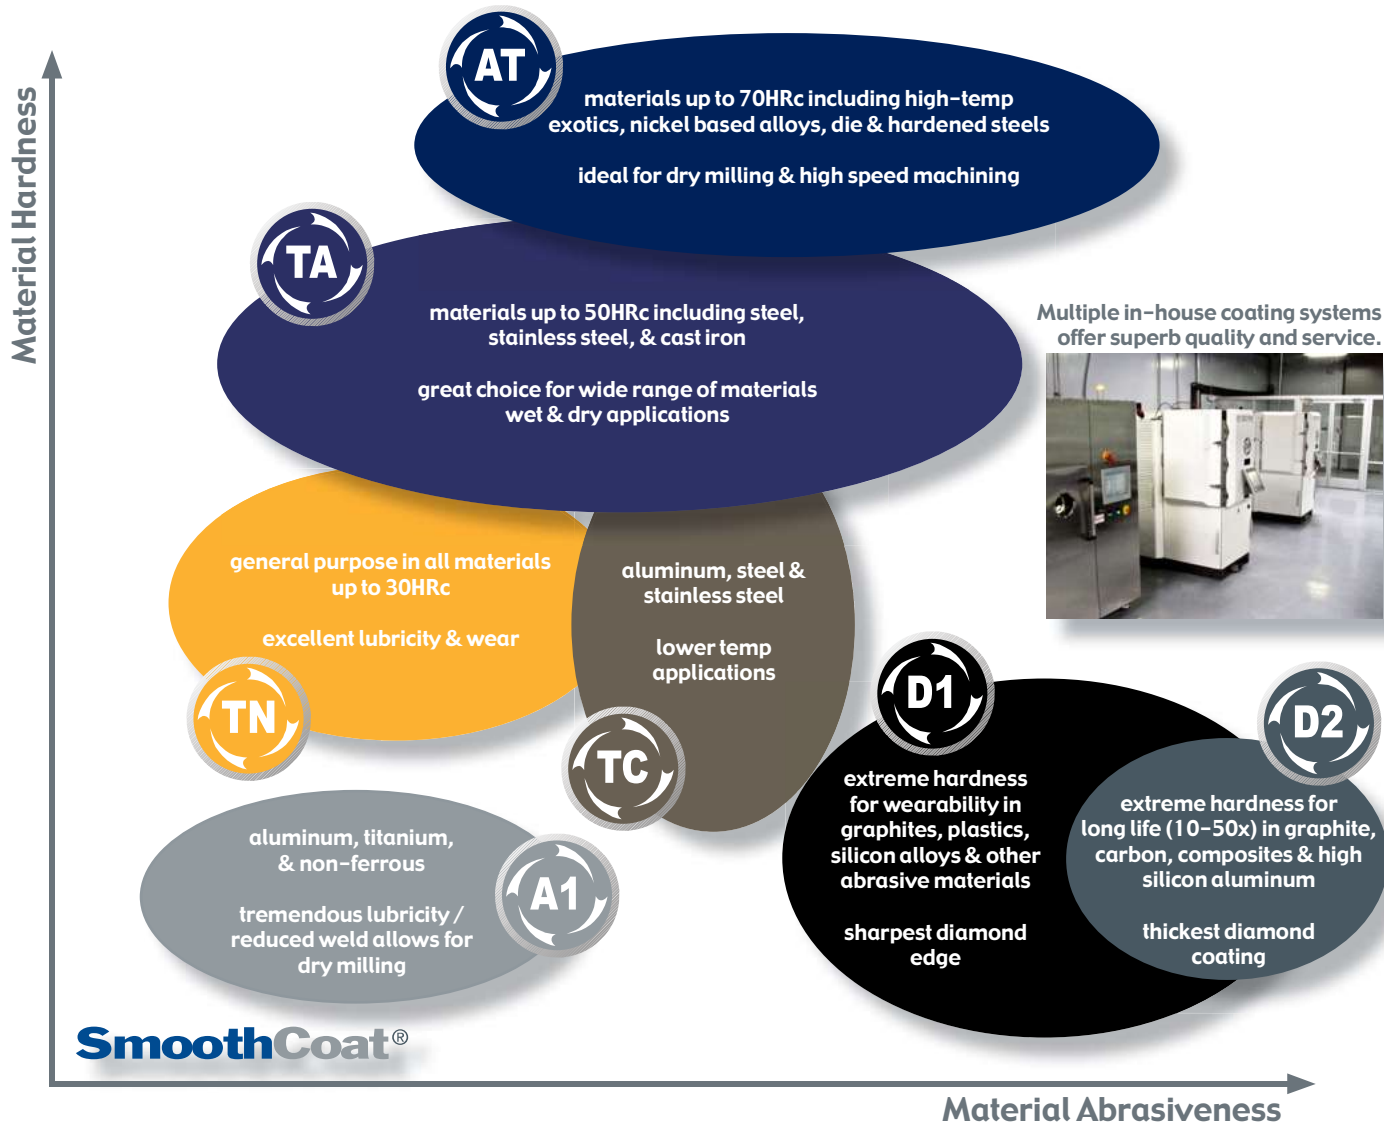 AT
materials up to 70HRc including high-temp
exotics, nickel based alloys, die & hardened steels
ideal for dry milling & high speed machining
Material Hardness
TA
materials up to 50HRc including steel,
stainless steel, & cast iron
great choice for wide range of materials
wet & dry applications
Multiple in-house coating systems
offer superb quality and service.
general purpose in all materials
up to 30HRc
excellent lubricity & wear
TN
aluminum, steel &
stainless steel
lower temp
applications
TC
D1
extreme hardness
for wearability in
graphites, plastics,
silicon alloys & other
abrasive materials
sharpest diamond
edge
D2
extreme hardness for
long life (10-50x) in graphite,
carbon, composites & high
silicon aluminum
thickest diamond
coating
aluminum, titanium,
& non-ferrous
tremendous lubricity /
reduced weld allows for
dry milling
A1
SmoothCoat®
Material Abrasiveness